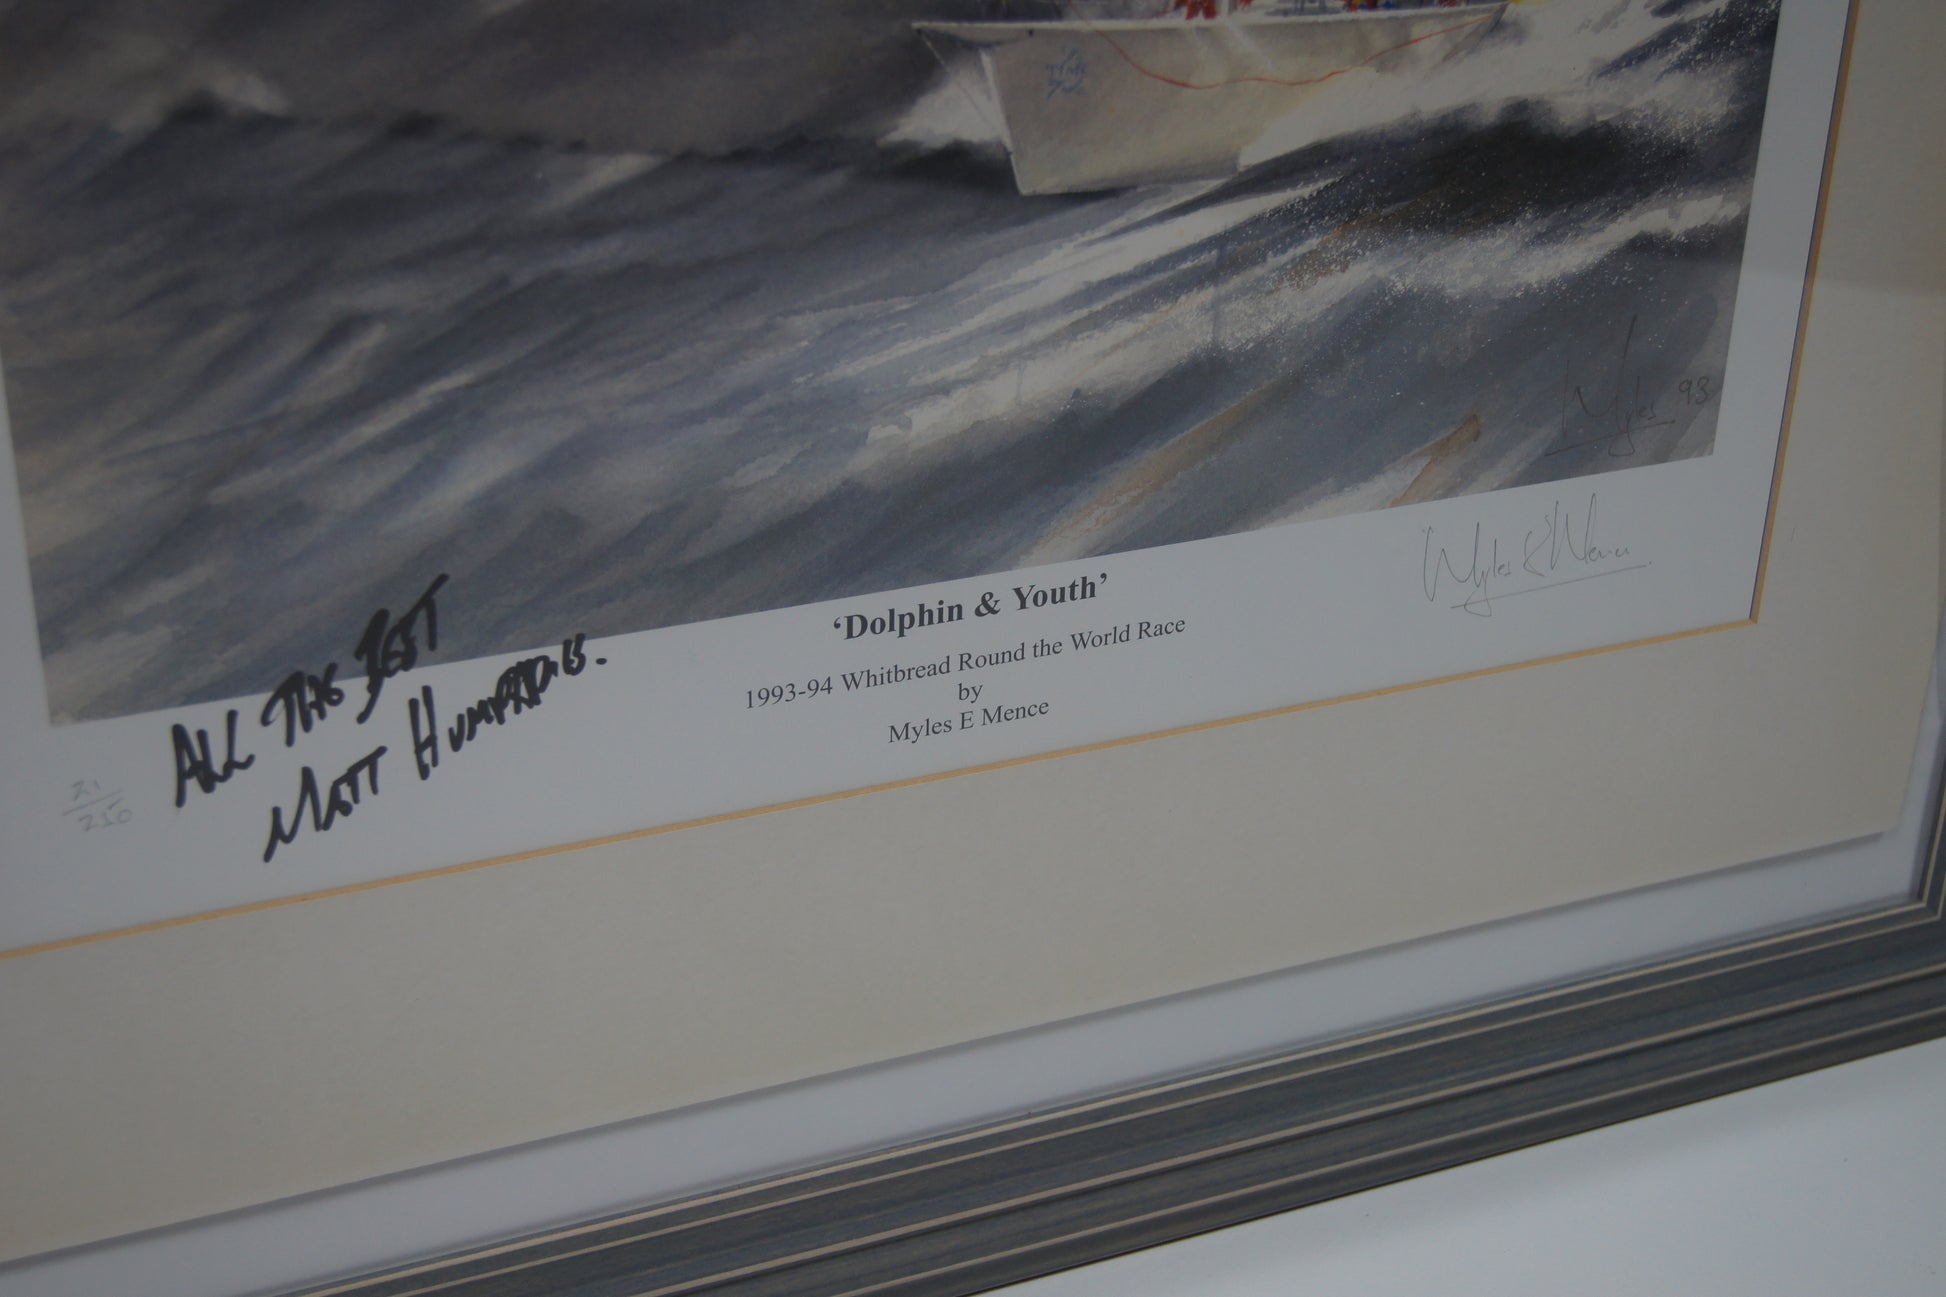 Myles 93
Myles E Mence
'Dolphin & Youth'
1993-94 Whitbread Round the World Race
by
Myles E Mence
ALL THE BEST
MATT HUMPHRIES.
21/250